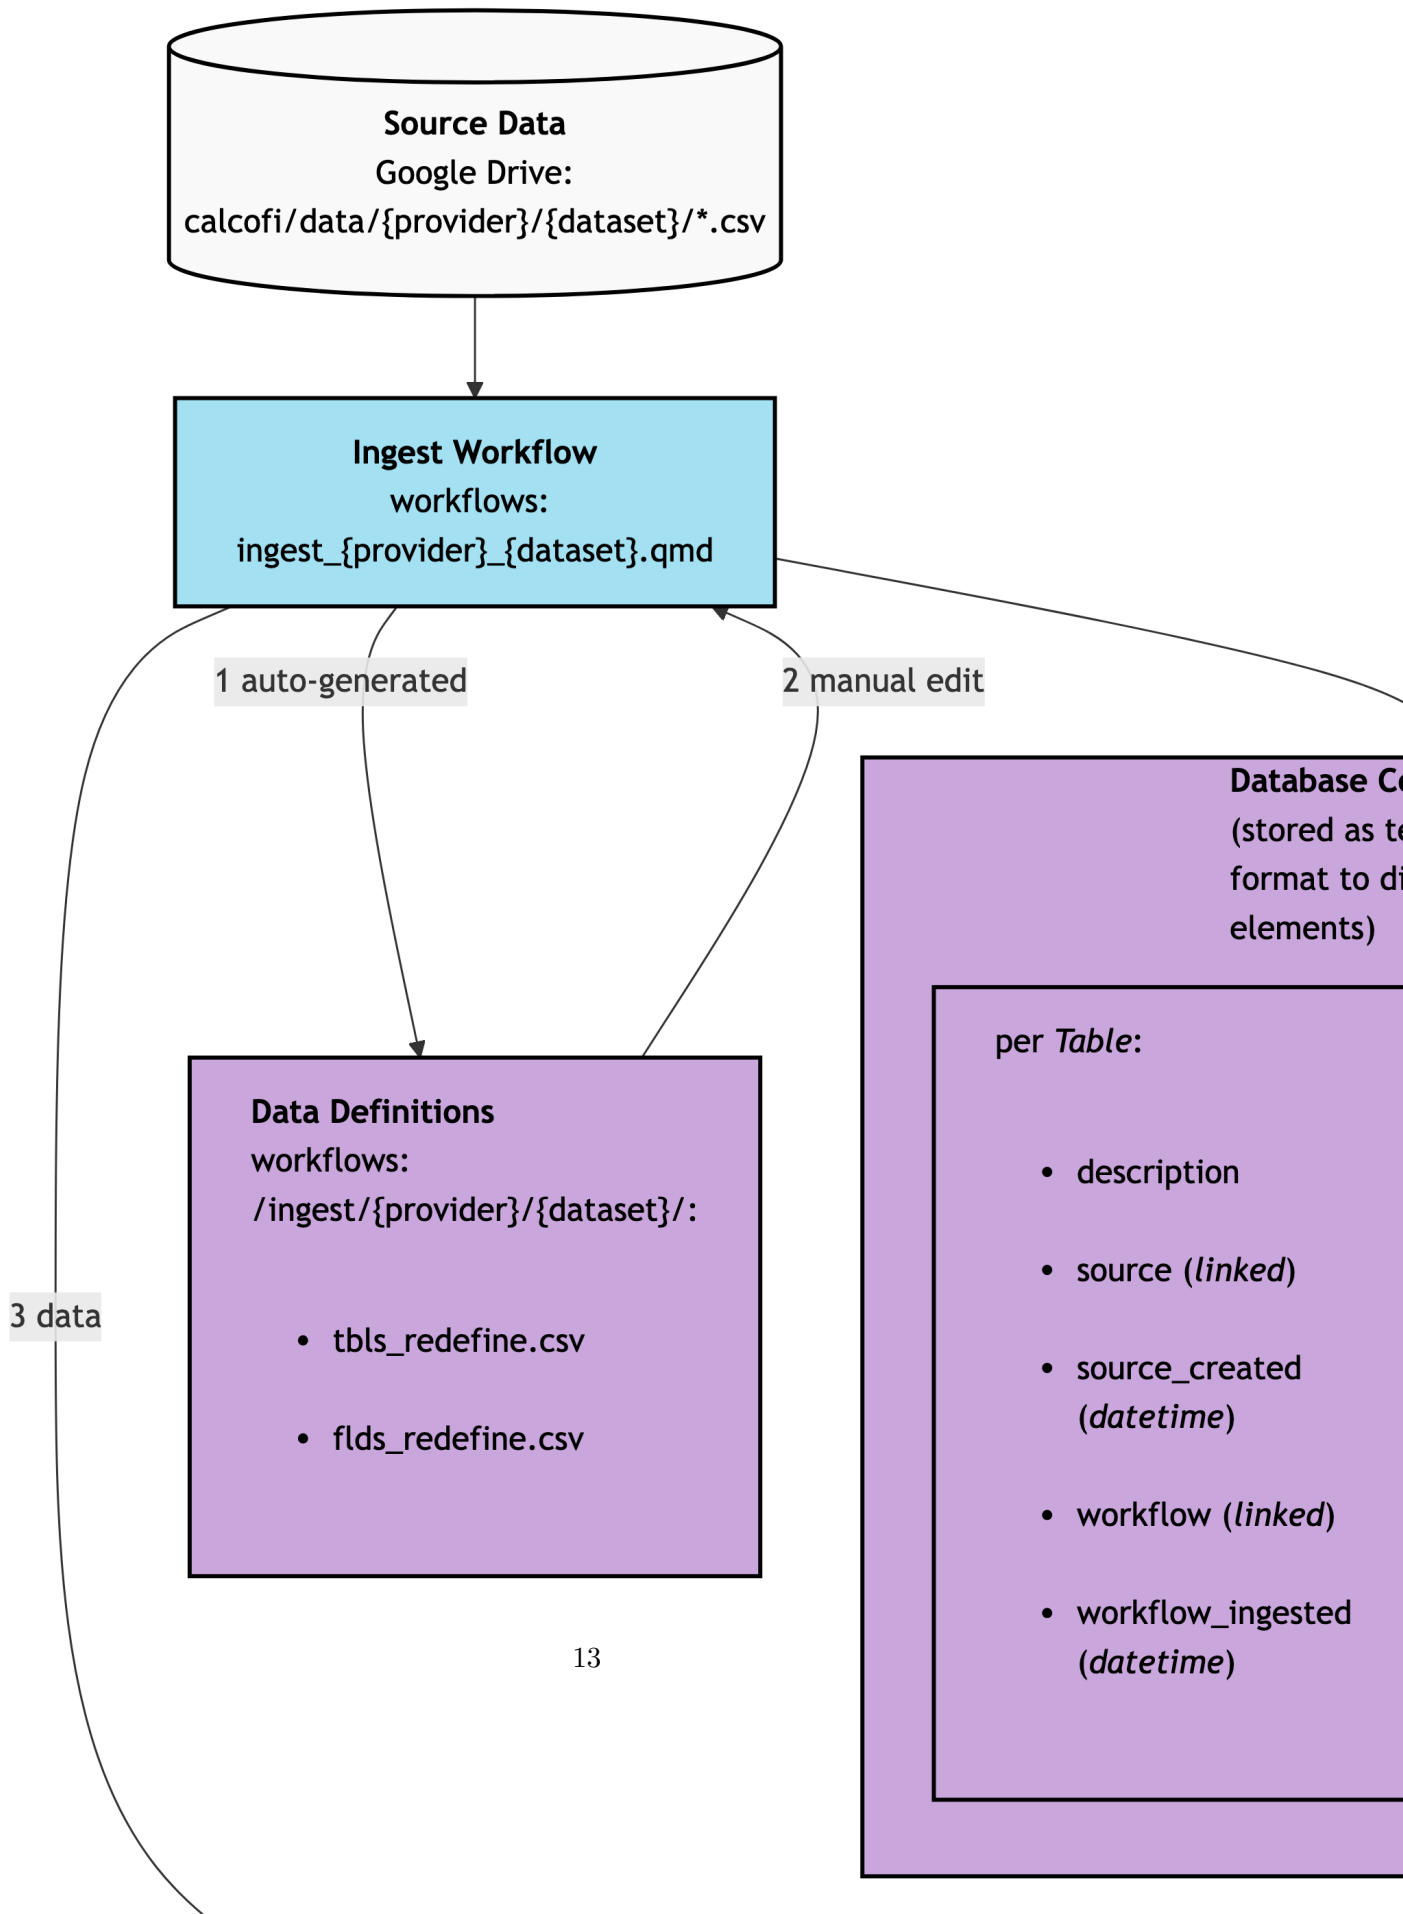 Source Data
Google Drive:
calcofi/data/{provider}/{dataset}/*.csv
Ingest Workflow
workflows:
ingest_{provider}_{dataset}.qmd
1 auto-generated
2 manual edit
Database
(stored as
format to
elements)
per Table:
• description
• source (linked)
• source_created
(datetime)
• workflow (linked)
• workflow_ingested
(datetime)
Data Definitions
workflows:
/ingest/{provider}/{dataset}/:
• tbls_redefine.csv
• flds_redefine.csv
3 data
13